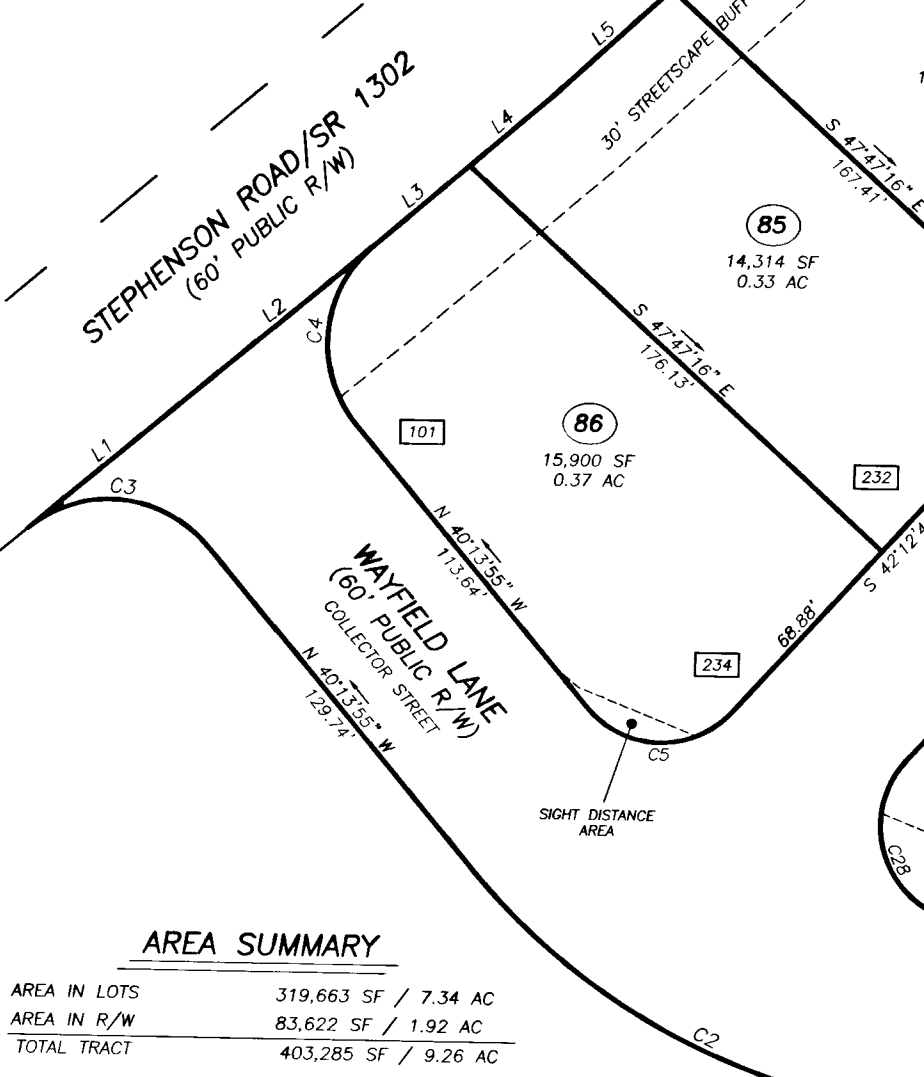 L5
30' STREETSCAPE BUFF
L4
STEPHENSON ROAD/SR 1302
(60' PUBLIC R/W)
L3
S 47°47'16" E
167.41'
85
14,314 SF
0.33 AC
L2
C4
S 47°47'16" E
176.13'
101
86
15,900 SF
0.37 AC
232
L1
C3
N 40°13'55" W
113.64'
S 42°12'4
68.88'
WAYFIELD LANE
(60' PUBLIC R/W)
COLLECTOR STREET
234
N 40°13'55" W
129.74'
C5
SIGHT DISTANCE
AREA
C28
AREA SUMMARY
AREA IN LOTS 319,663 SF / 7.34 AC
AREA IN R/W 83,622 SF / 1.92 AC
TOTAL TRACT 403,285 SF / 9.26 AC
C2